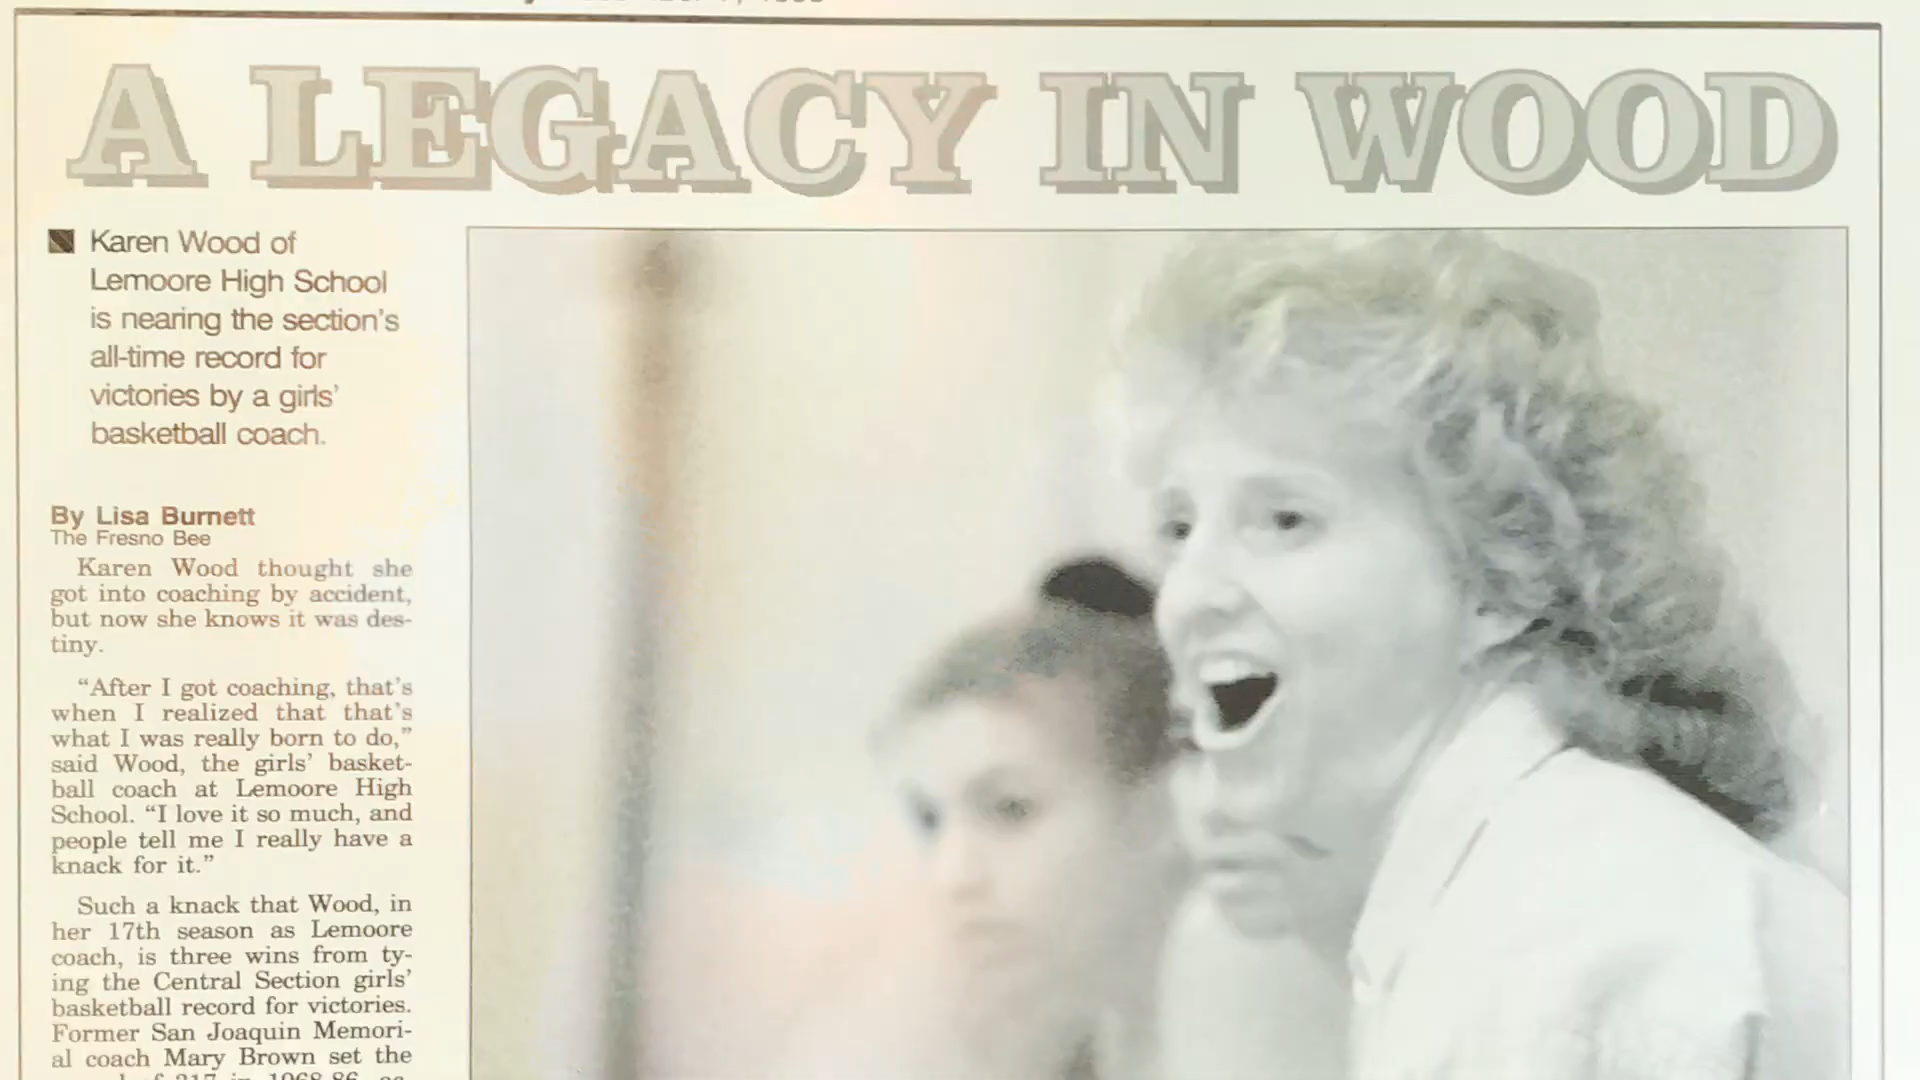 A LEGACY IN WOOD
Karen Wood of
Lemoore High School
is nearing the section's
all-time record for
victories by a girls'
basketball coach.
By Lisa Burnett
The Fresno Bee
Karen Wood thought she
got into coaching by accident,
but now she knows it was des-
tiny.
“After I got coaching, that's
when I realized that that's
what I was really born to do,”
said Wood, the girls' basket-
ball coach at Lemoore High
School. “I love it so much, and
people tell me I really have a
knack for it.”
Such a knack that Wood, in
her 17th season as Lemoore
coach, is three wins from ty-
ing the Central Section girls'
basketball record for victories.
Former San Joaquin Memori-
al coach Mary Brown set the